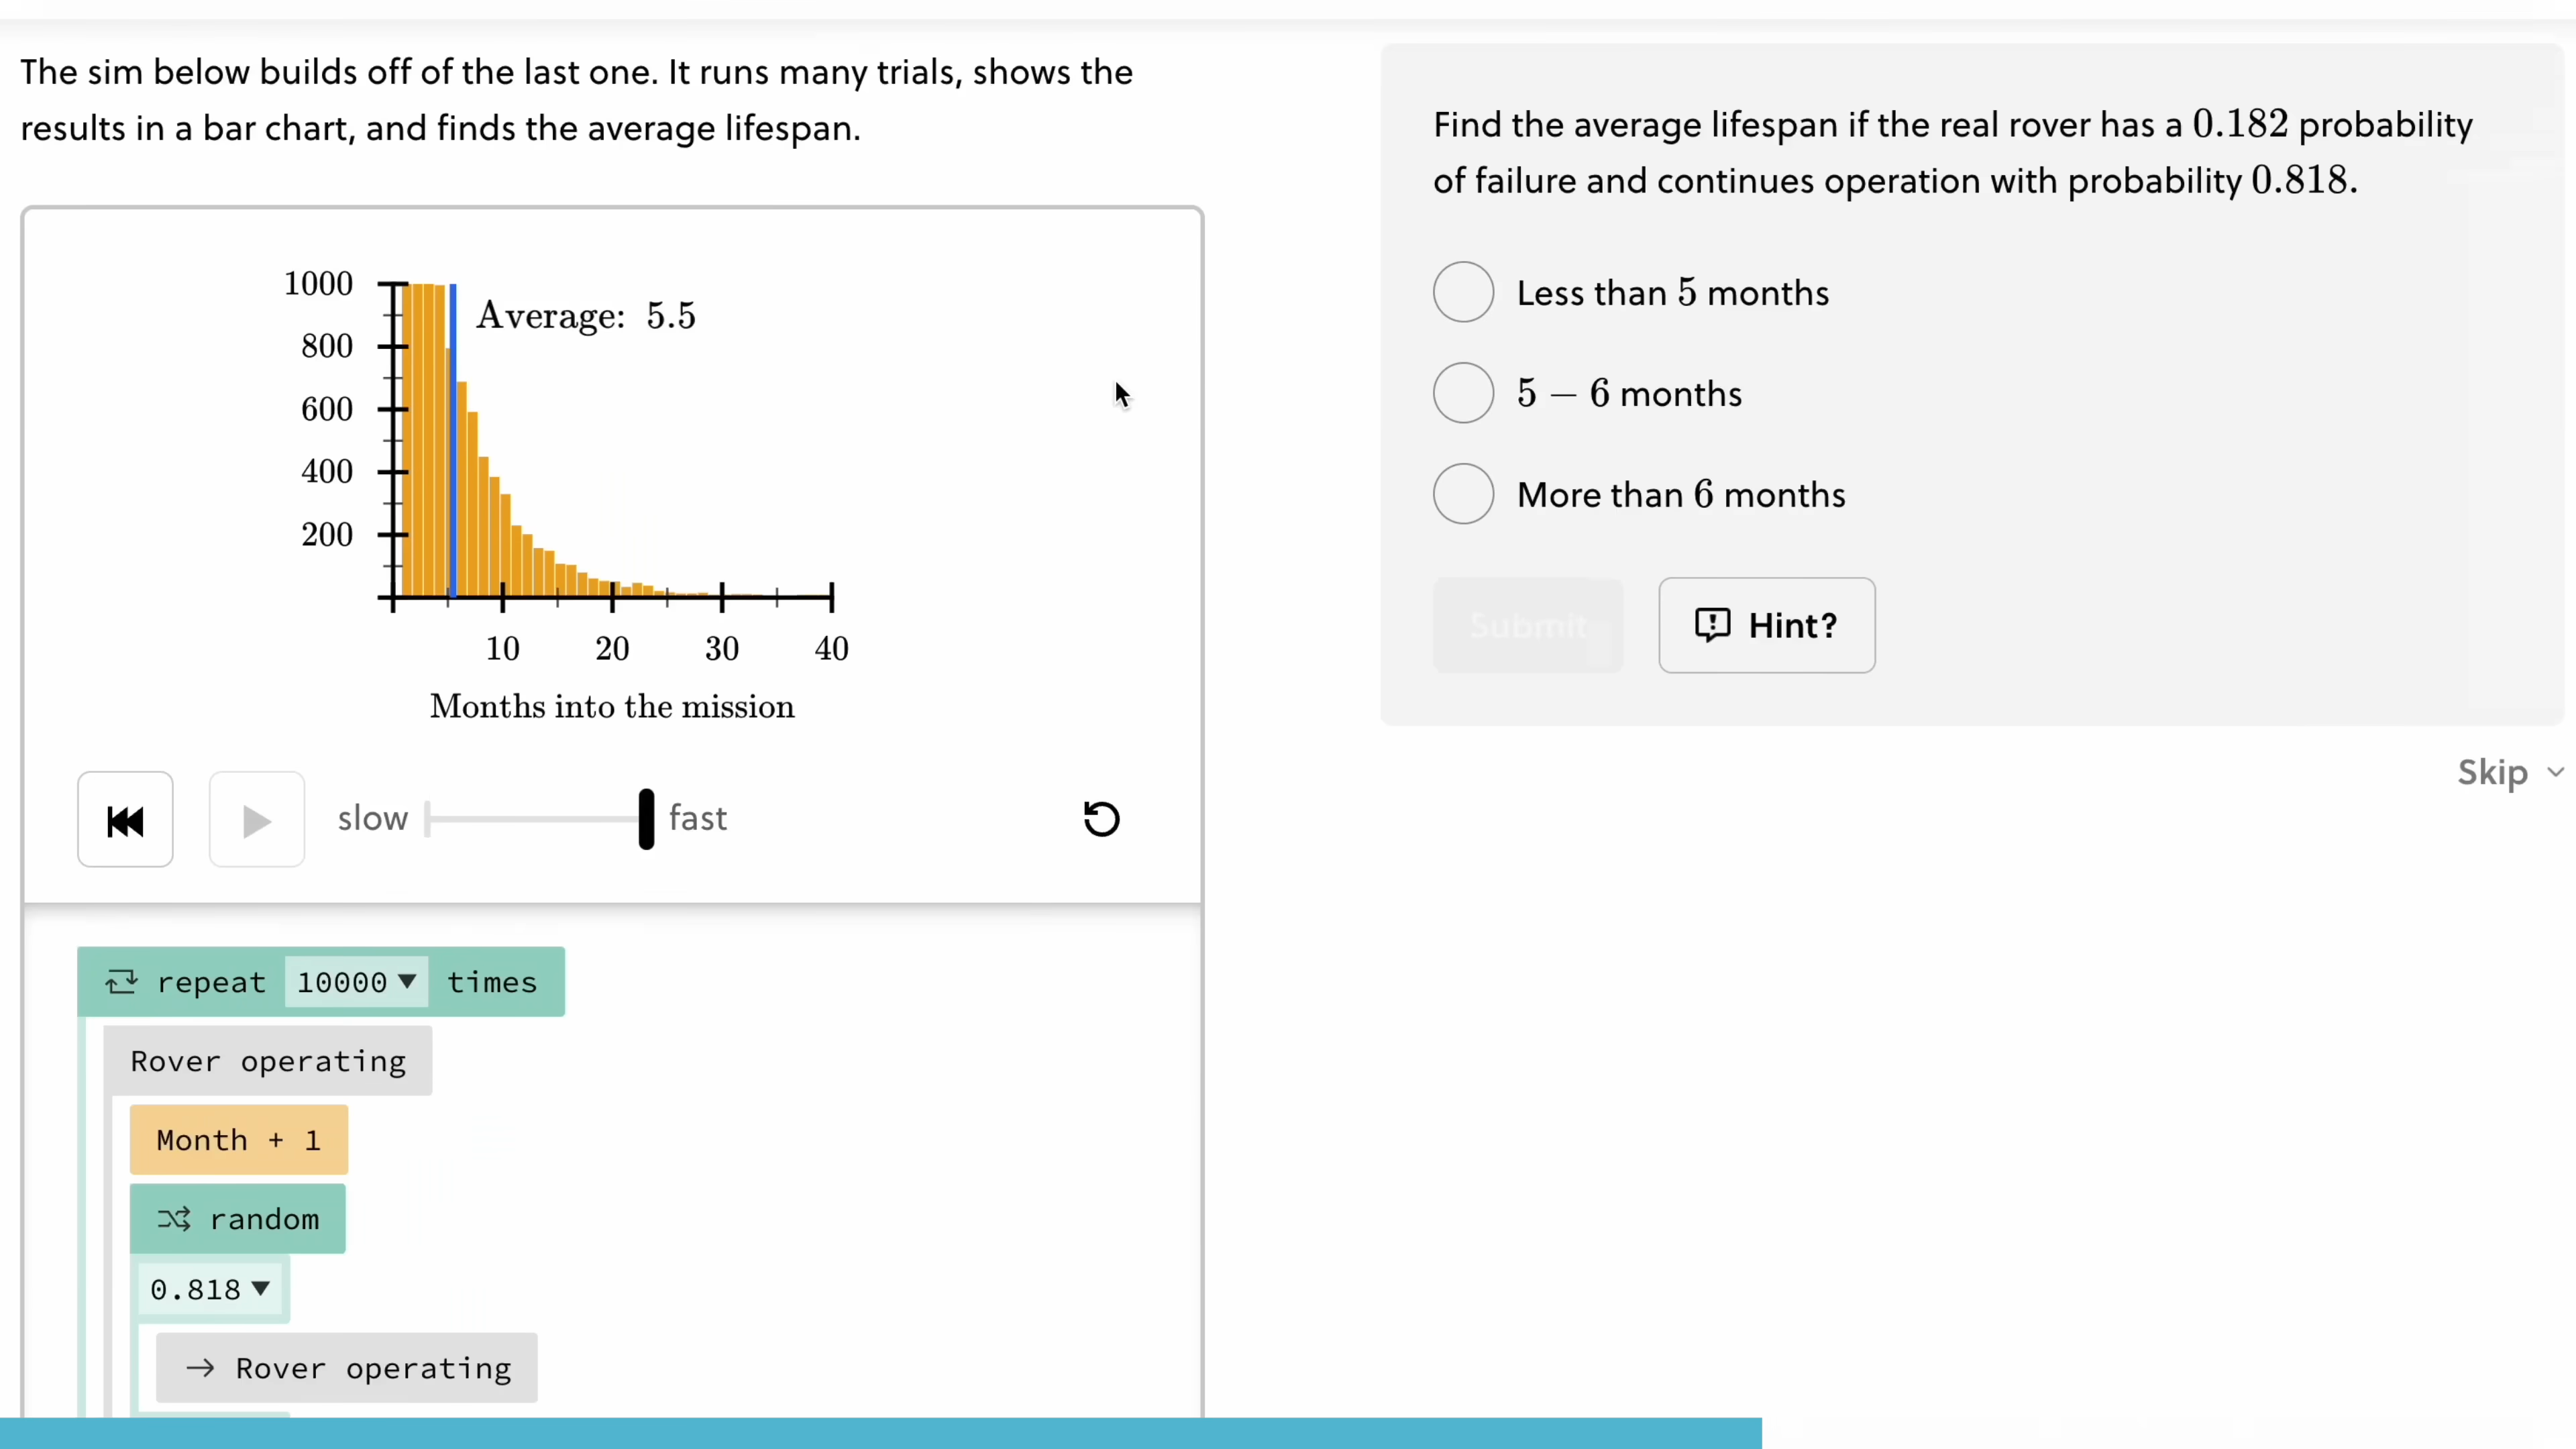 The sim below builds off of the last one. It runs many trials, shows the
results in a bar chart, and finds the average lifespan.
1000
800
600
400
200
Average: 5.5
10 20 30 40
Months into the mission
slow fast
repeat 10000 times
Rover operating
Month + 1
random
0.818
→ Rover operating
Find the average lifespan if the real rover has a 0.182 probability
of failure and continues operation with probability 0.818.
Less than 5 months
5 – 6 months
More than 6 months
Submit Hint?
Skip